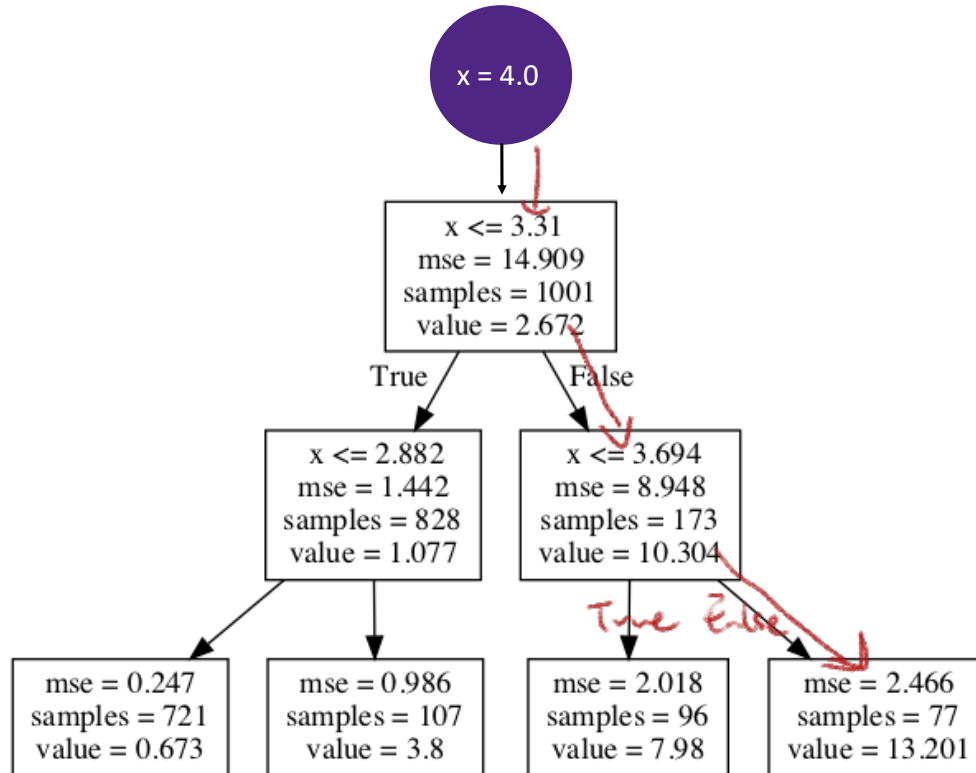 x = 4.0
x <= 3.31
mse = 14.909
samples = 1001
value = 2.672
True
False
x <= 2.882
mse = 1.442
samples = 828
value = 1.077
x <= 3.694
mse = 8.948
samples = 173
value = 10.304
True False
mse = 0.247
samples = 721
value = 0.673
mse = 0.986
samples = 107
value = 3.8
mse = 2.018
samples = 96
value = 7.98
mse = 2.466
samples = 77
value = 13.201